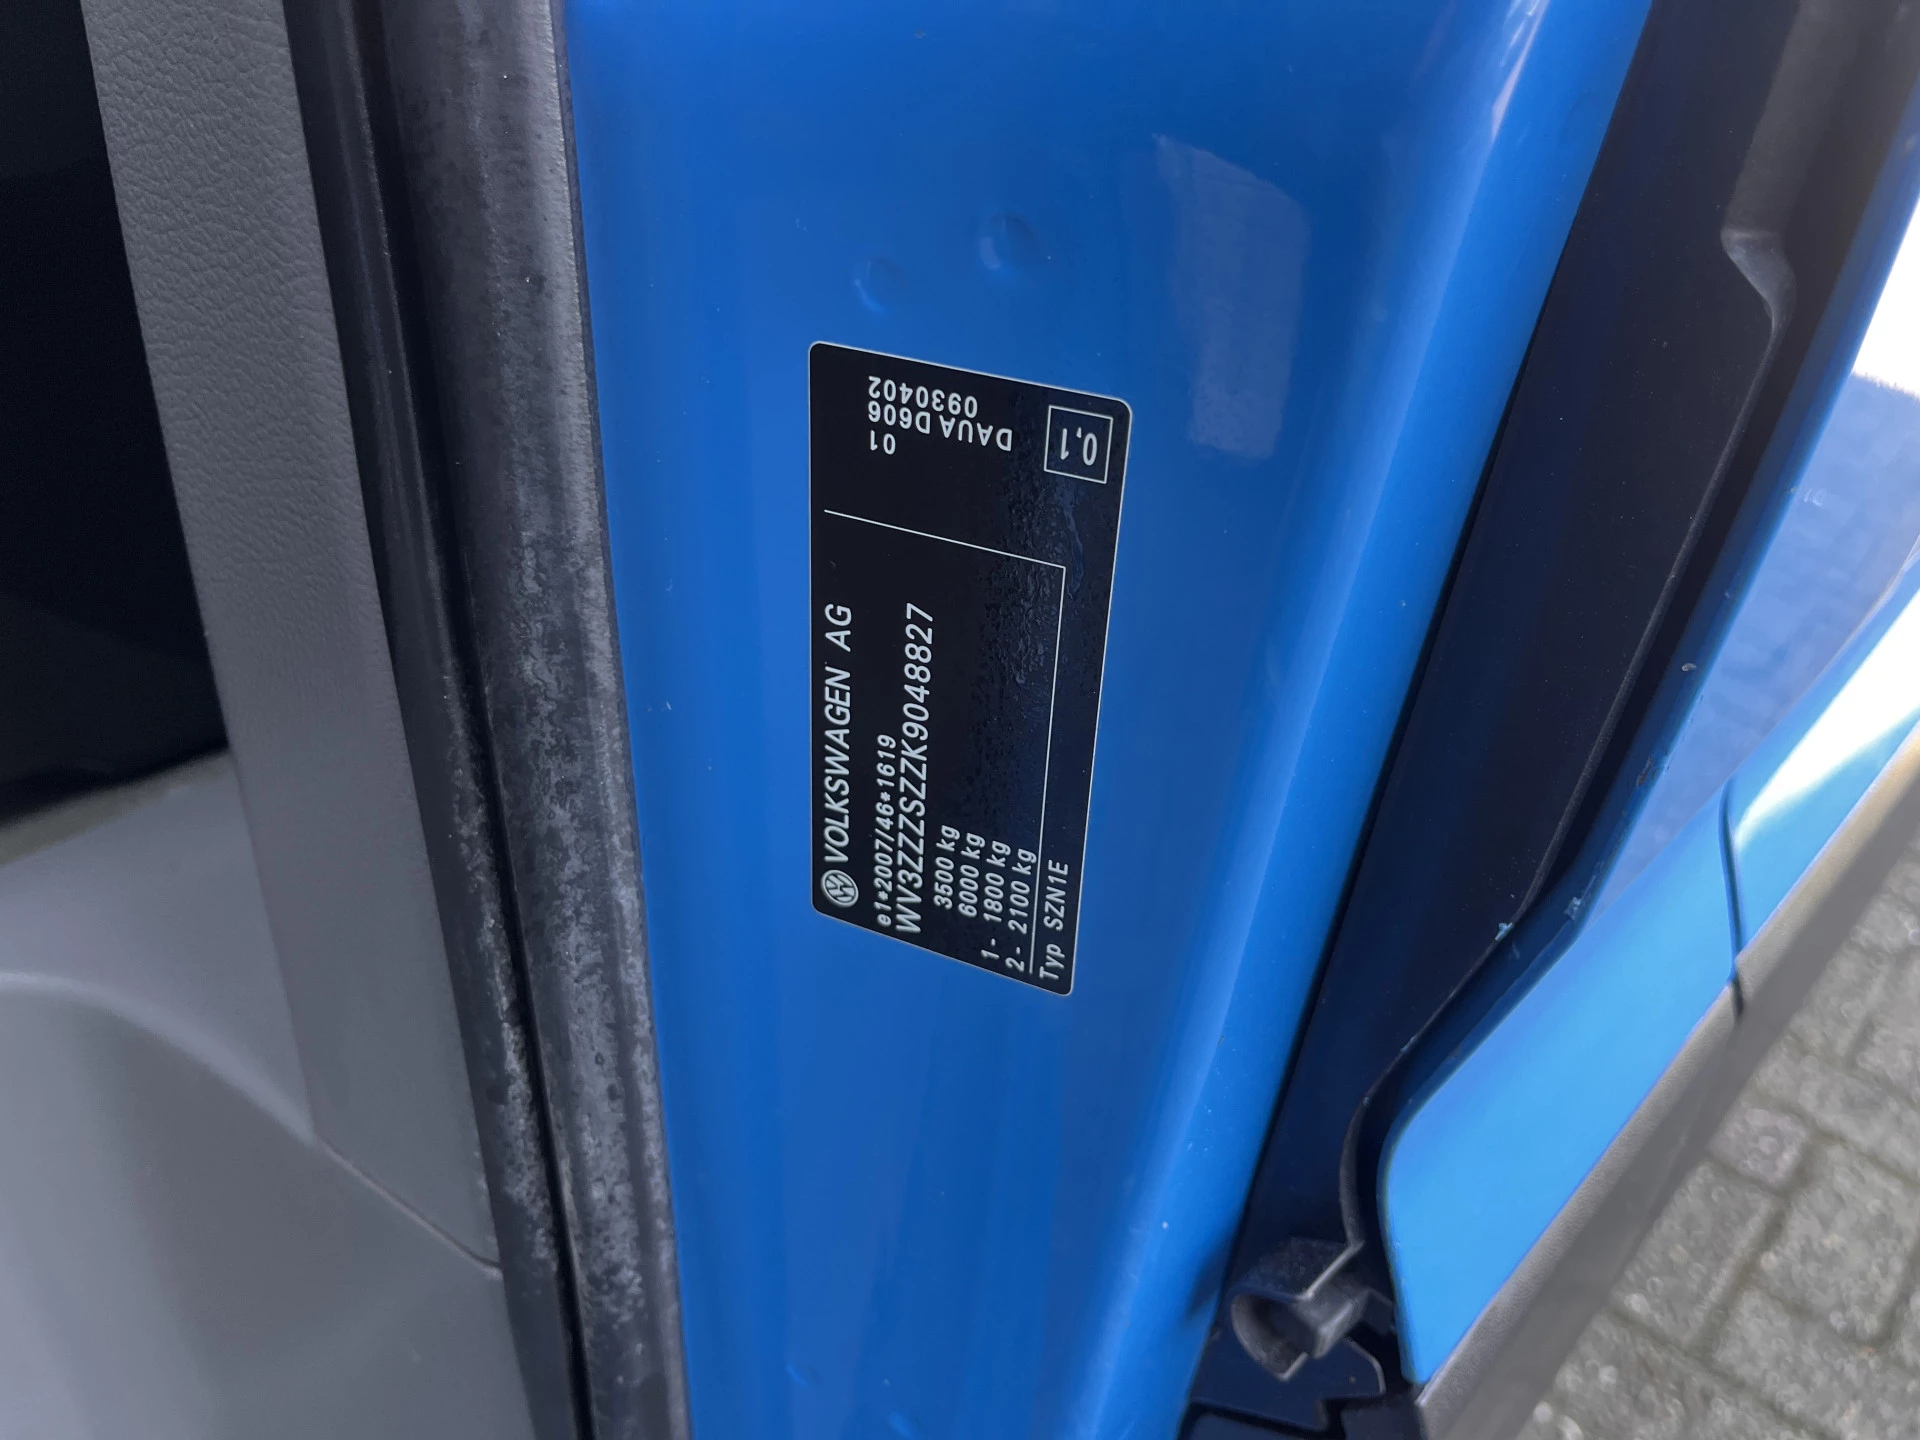 VOLKSWAGEN AG
e1*2007/46*1619
WV3ZZZSZZK9048827
3500 kg
6000 kg
1- 1800 kg
2- 2100 kg
Typ SZN1E
01
DAUA D606
0930402
0,1